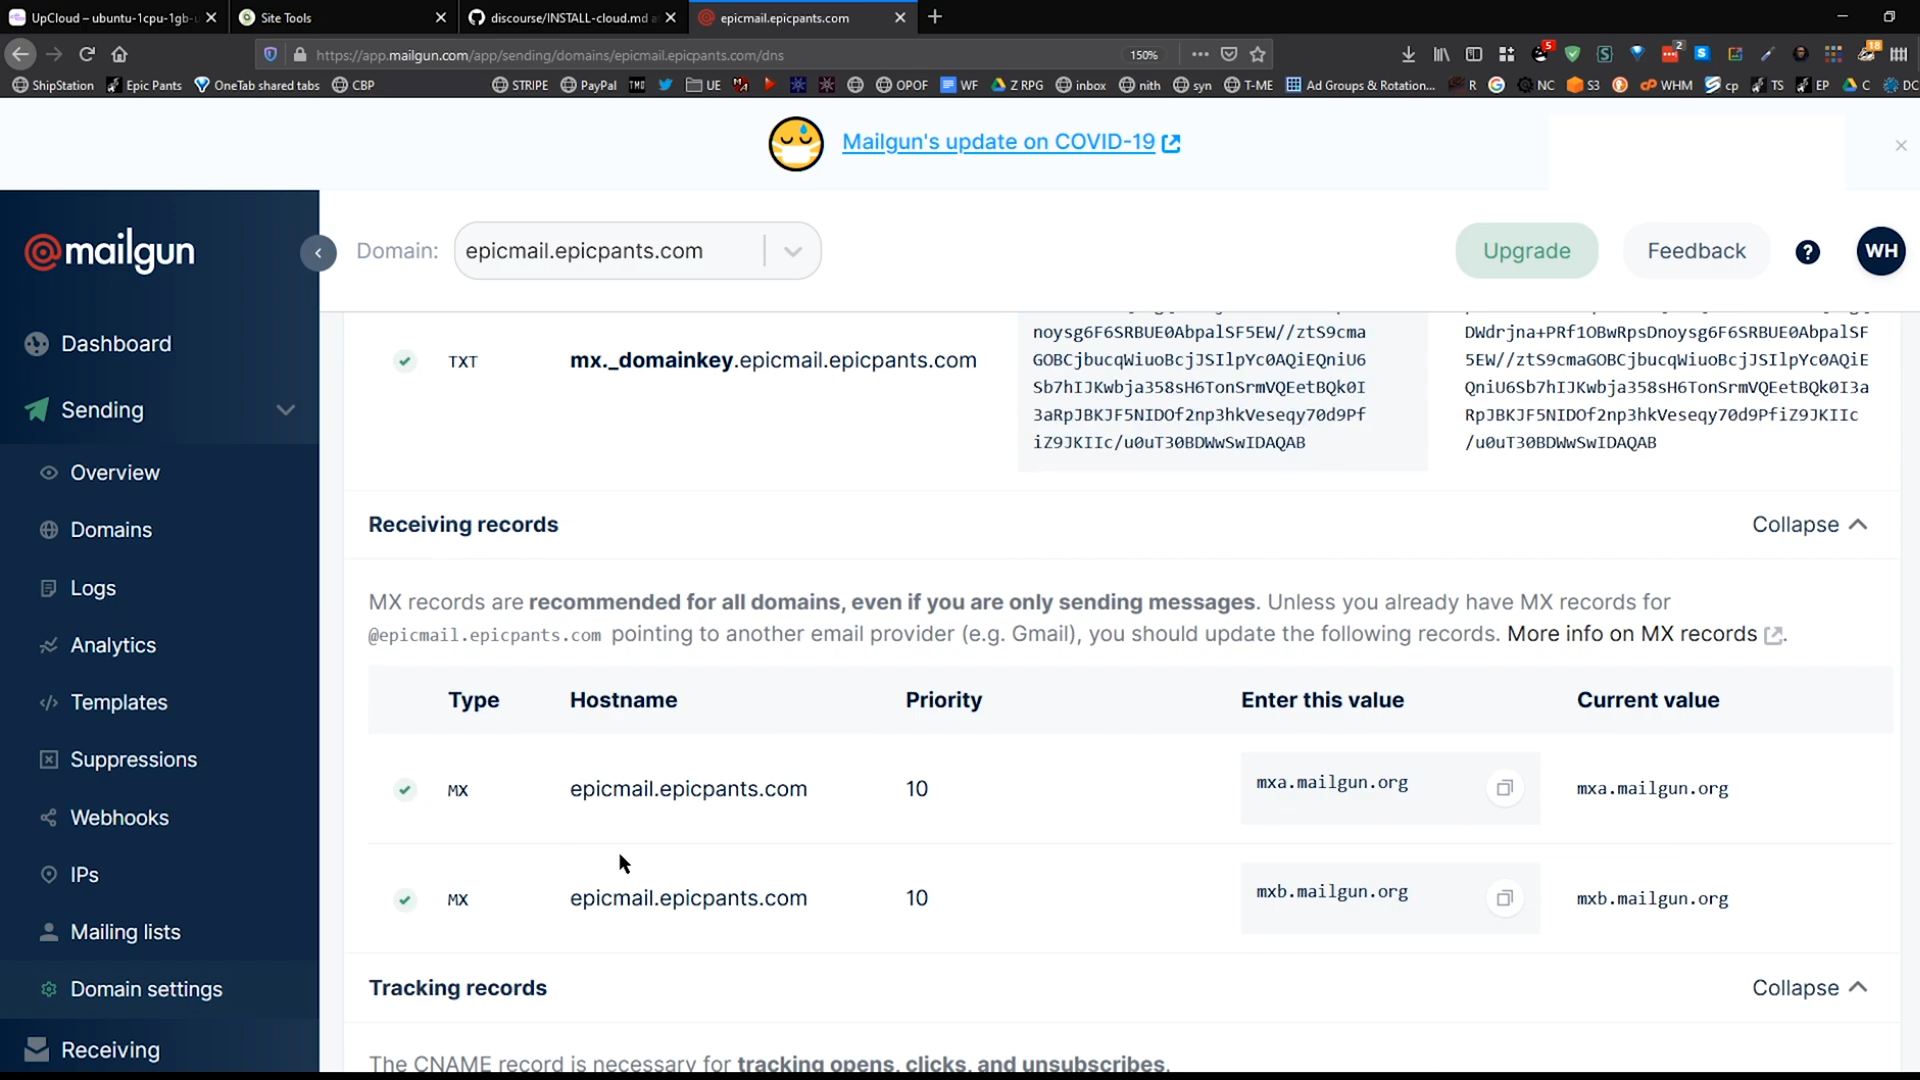 UpCloud – ubuntu-1cpu-1gb-
Site Tools
discourse/INSTALL-cloud.md a
epicmail.epicpants.com
https://app.mailgun.com/app/sending/domains/epicmail.epicpants.com/dns
150%
5
2
18
ShipStation
Epic Pants
OneTab shared tabs
CBP
STRIPE
PayPal
UE
OPOF
WF
Z RPG
inbox
nith
syn
T-ME
Ad Groups & Rotation...
R
NC
S3
WHM
cp
TS
EP
C
DC
Mailgun's update on COVID-19
mailgun
Domain:
epicmail.epicpants.com
Upgrade
Feedback
?
WH
Dashboard
Sending
Overview
Domains
Logs
Analytics
Templates
Suppressions
Webhooks
IPs
Mailing lists
Domain settings
Receiving
TXT
mx._domainkey.epicmail.epicpants.com
noysg6F6SRBUE0AbpalSF5EW//ztS9cma
GOBCjbucqWiuoBcjJSIlpYc0AQiEQniU6
Sb7hIJKwbja358sH6TonSrmVQEetBQk0I
3aRpJBKJF5NIDOf2np3hkVeseqy70d9Pf
iZ9JKIIc/u0uT30BDWwSwIDAQAB
DWdrjna+PRf1OBwRpsDnoysg6F6SRBUE0AbpalSF
5EW//ztS9cmaGOBCjbucqWiuoBcjJSIlpYc0AQiE
QniU6Sb7hIJKwbja358sH6TonSrmVQEetBQk0I3a
RpJBKJF5NIDOf2np3hkVeseqy70d9PfiZ9JKIIc
/u0uT30BDWwSwIDAQAB
Receiving records
Collapse
MX records are recommended for all domains, even if you are only sending messages. Unless you already have MX records for
@epicmail.epicpants.com pointing to another email provider (e.g. Gmail), you should update the following records. More info on MX records.
Type
Hostname
Priority
Enter this value
Current value
MX
epicmail.epicpants.com
10
mxa.mailgun.org
mxa.mailgun.org
MX
epicmail.epicpants.com
10
mxb.mailgun.org
mxb.mailgun.org
Tracking records
Collapse
The CNAME record is necessary for tracking opens, clicks, and unsubscribes.